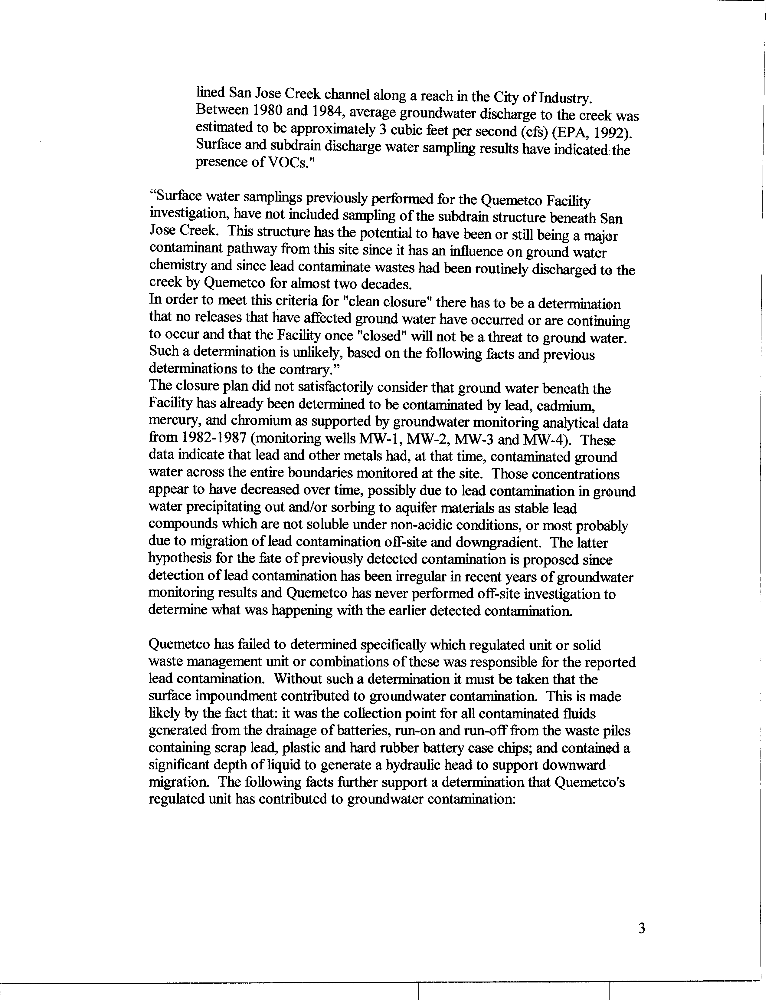 lined San Jose Creek channel along a reach in the City of Industry.
Between 1980 and 1984, average groundwater discharge to the creek was
estimated to be approximately 3 cubic feet per second (cfs) (EPA, 1992).
Surface and subdrain discharge water sampling results have indicated the
presence of VOCs."
“Surface water samplings previously performed for the Quemetco Facility
investigation, have not included sampling of the subdrain structure beneath San
Jose Creek.  This structure has the potential to have been or still being a major
contaminant pathway from this site since it has an influence on ground water
chemistry and since lead contaminate wastes had been routinely discharged to the
creek by Quemetco for almost two decades.
In order to meet this criteria for "clean closure" there has to be a determination
that no releases that have affected ground water have occurred or are continuing
to occur and that the Facility once "closed" will not be a threat to ground water.
Such a determination is unlikely, based on the following facts and previous
determinations to the contrary.”
The closure plan did not satisfactorily consider that ground water beneath the
Facility has already been determined to be contaminated by lead, cadmium,
mercury, and chromium as supported by groundwater monitoring analytical data
from 1982-1987 (monitoring wells MW-1, MW-2, MW-3 and MW-4).  These
data indicate that lead and other metals had, at that time, contaminated ground
water across the entire boundaries monitored at the site.  Those concentrations
appear to have decreased over time, possibly due to lead contamination in ground
water precipitating out and/or sorbing to aquifer materials as stable lead
compounds which are not soluble under non-acidic conditions, or most probably
due to migration of lead contamination off-site and downgradient.  The latter
hypothesis for the fate of previously detected contamination is proposed since
detection of lead contamination has been irregular in recent years of groundwater
monitoring results and Quemetco has never performed off-site investigation to
determine what was happening with the earlier detected contamination.
Quemetco has failed to determined specifically which regulated unit or solid
waste management unit or combinations of these was responsible for the reported
lead contamination.  Without such a determination it must be taken that the
surface impoundment contributed to groundwater contamination.  This is made
likely by the fact that: it was the collection point for all contaminated fluids
generated from the drainage of batteries, run-on and run-off from the waste piles
containing scrap lead, plastic and hard rubber battery case chips; and contained a
significant depth of liquid to generate a hydraulic head to support downward
migration.  The following facts further support a determination that Quemetco's
regulated unit has contributed to groundwater contamination:
3